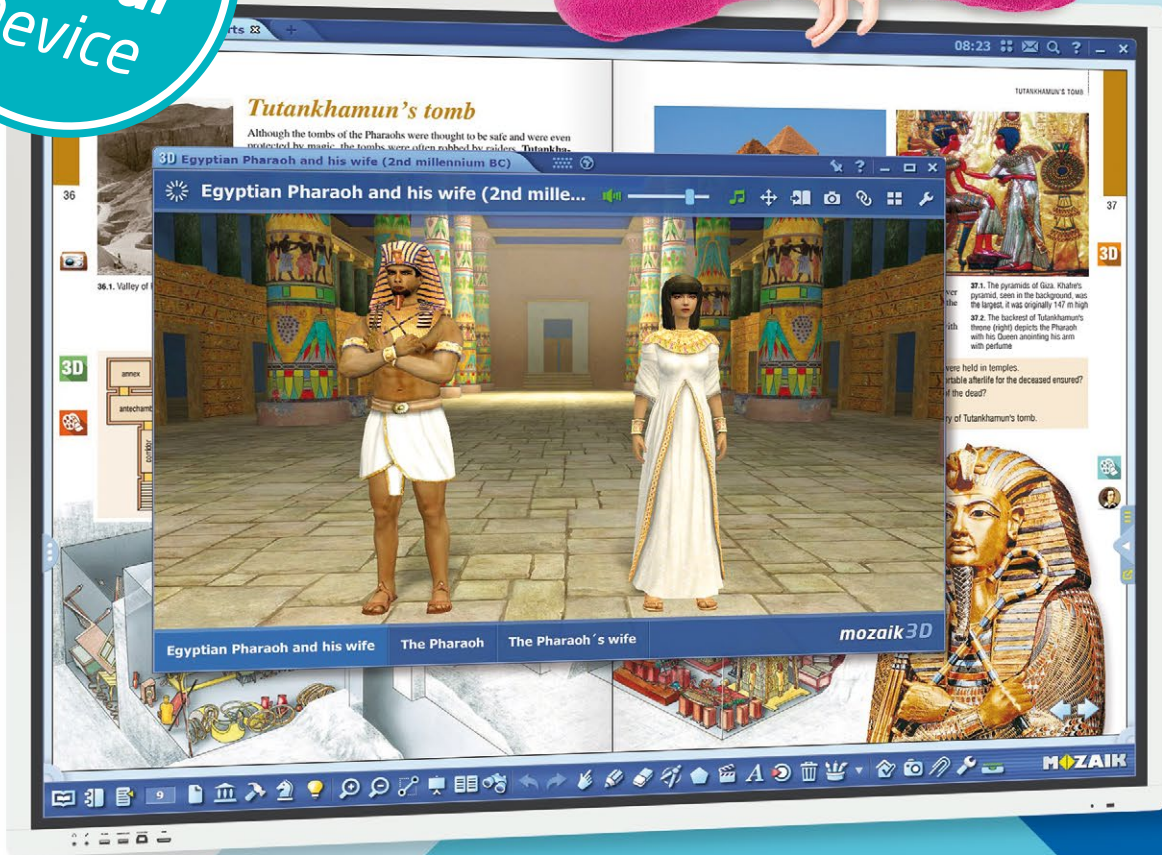 evice
rts
08:23
TUTANKHAMUN'S TOMB
Tutankhamun's tomb
Although the tombs of the Pharaohs were thought to be safe and were even
protected by magic, the tombs were often robbed by raiders. Tutankha-
36
36.1. Valley of
3D
annex
antechamb
corridor
3D Egyptian Pharaoh and his wife (2nd millennium BC)
Egyptian Pharaoh and his wife (2nd mille...
Egyptian Pharaoh and his wife
The Pharaoh
The Pharaoh´s wife
mozaik3D
37
3D
37.1. The pyramids of Giza. Khafre's
pyramid, seen in the background, was
the largest, it was originally 147 m high
37.2. The backrest of Tutankhamun's
throne (right) depicts the Pharaoh
with his Queen anointing his arm
with perfume
were held in temples.
rtable afterlife for the deceased ensured?
of the dead?
ry of Tutankhamun's tomb.
9
MOZAIK